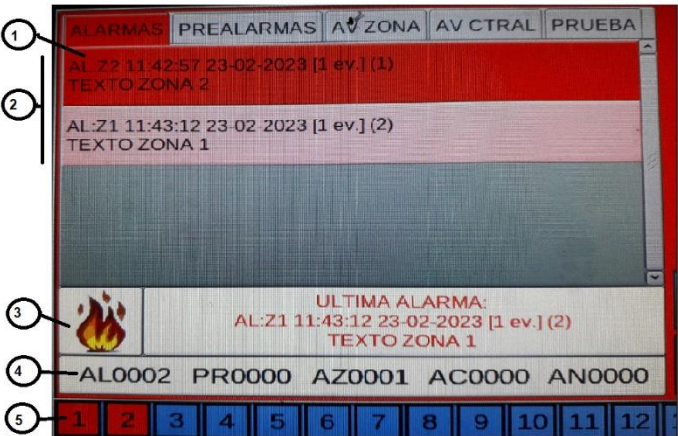 1
ALARMAS PREALARMAS AV ZONA AV CTRAL PRUEBA
2
AL:Z2 11:42:57 23-02-2023 [1 ev.] (1)
TEXTO ZONA 2
AL:Z1 11:43:12 23-02-2023 [1 ev.] (2)
TEXTO ZONA 1
3
ULTIMA ALARMA:
AL:Z1 11:43:12 23-02-2023 [1 ev.] (2)
TEXTO ZONA 1
4
AL0002 PR0000 AZ0001 AC0000 AN0000
5
1 2 3 4 5 6 7 8 9 10 11 12